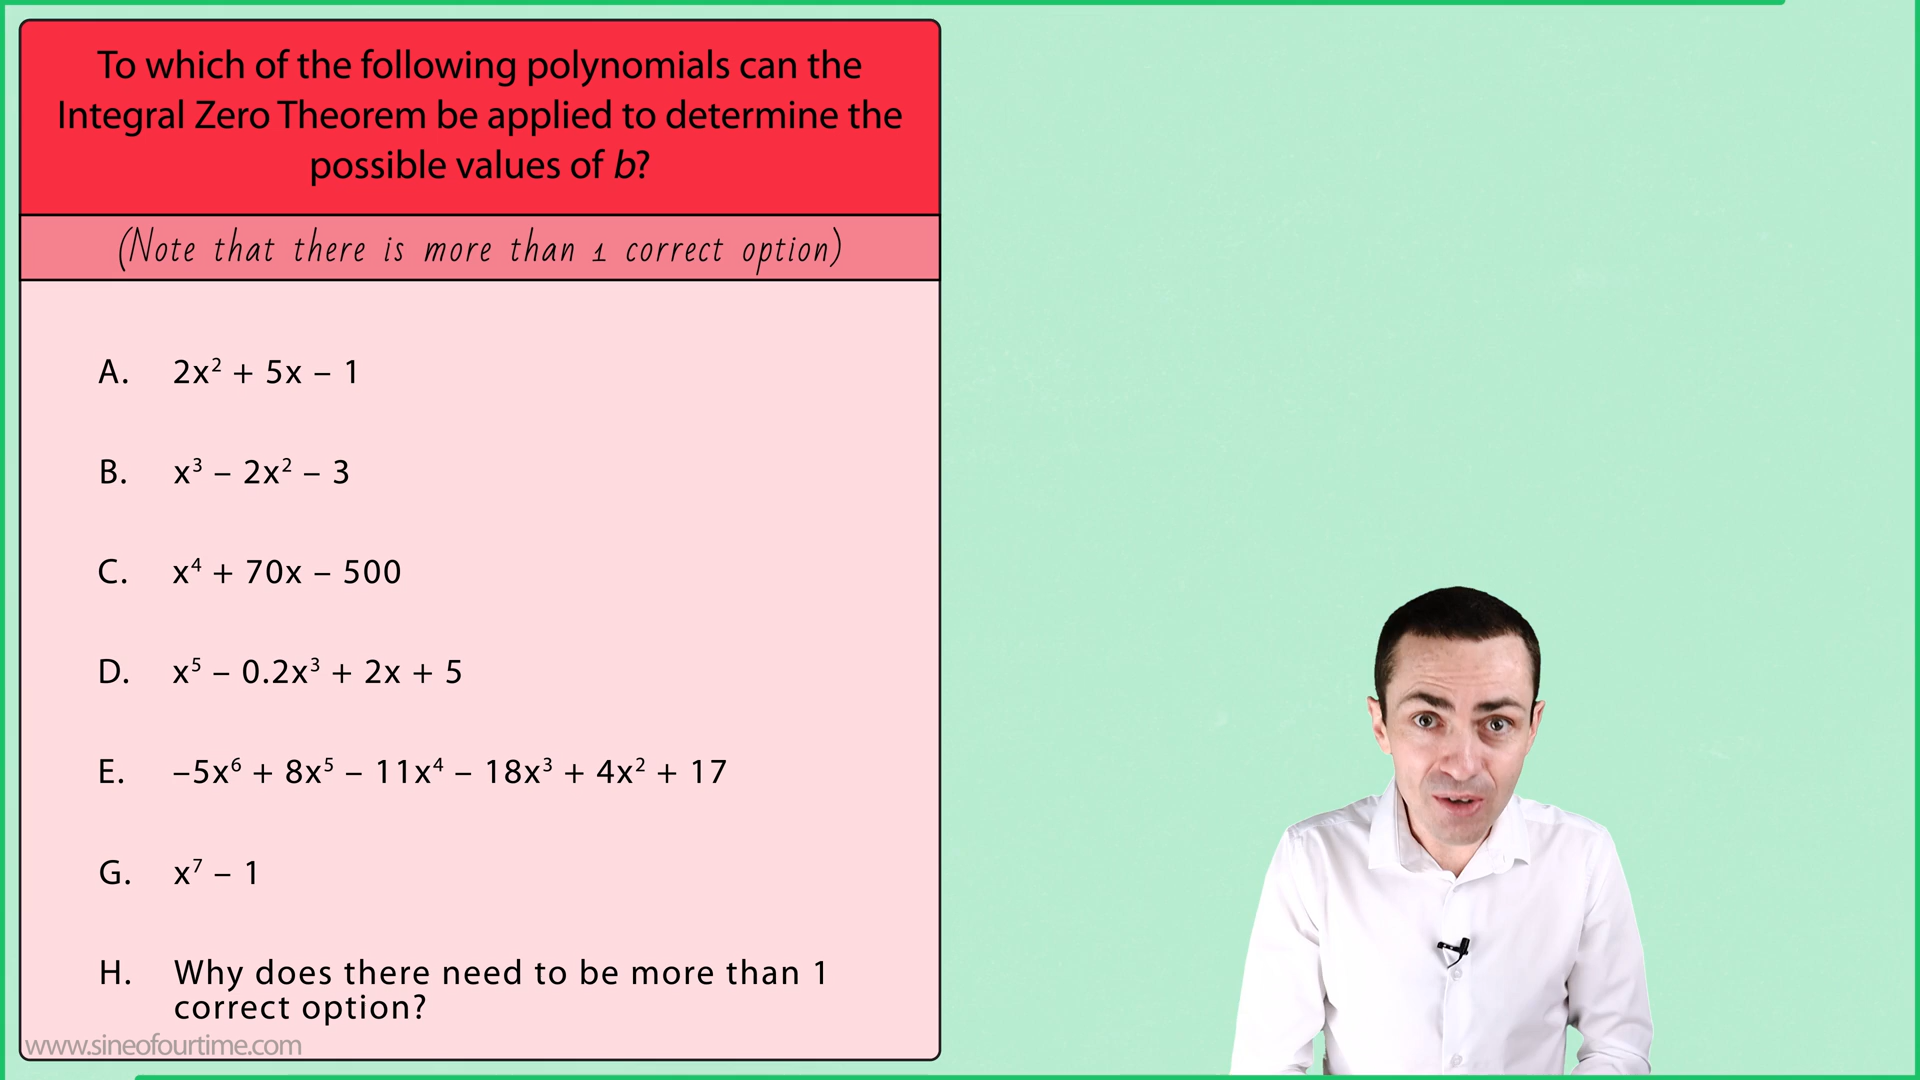 To which of the following polynomials can the
Integral Zero Theorem be applied to determine the
possible values of b?
(Note that there is more than 1 correct option)
A. 2x² + 5x – 1
B. x³ – 2x² – 3
C. x⁴ + 70x – 500
D. x⁵ – 0.2x³ + 2x + 5
E. –5x⁶ + 8x⁵ – 11x⁴ – 18x³ + 4x² + 17
G. x⁷ – 1
H. Why does there need to be more than 1
correct option?
www.sineofourtime.com